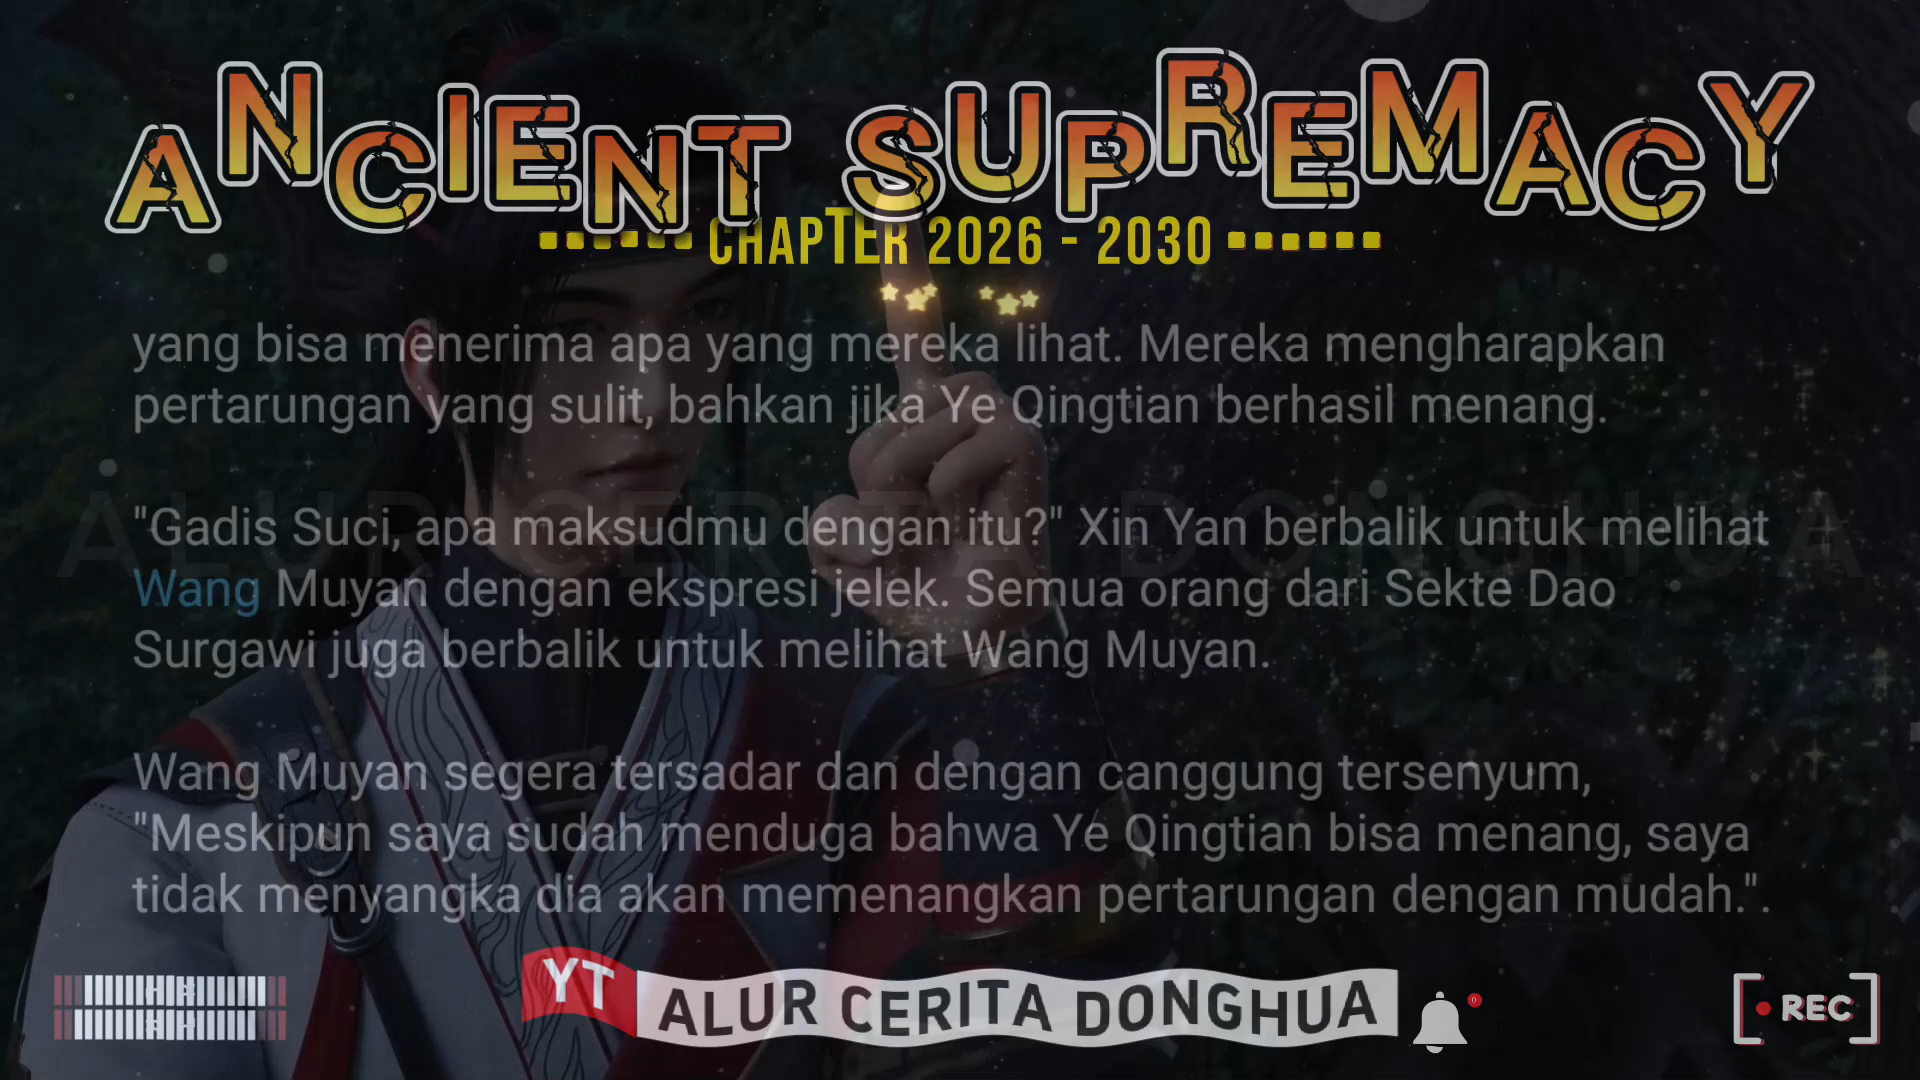 ANCIENT SUPREMACY
CHAPTER 2026 - 2030
yang bisa menerima apa yang mereka lihat. Mereka mengharapkan
pertarungan yang sulit, bahkan jika Ye Qingtian berhasil menang.
ALUR CERITA DONGHUA
"Gadis Suci, apa maksudmu dengan itu?" Xin Yan berbalik untuk melihat
Wang Muyan dengan ekspresi jelek. Semua orang dari Sekte Dao
Surgawi juga berbalik untuk melihat Wang Muyan.
Wang Muyan segera tersadar dan dengan canggung tersenyum,
"Meskipun saya sudah menduga bahwa Ye Qingtian bisa menang, saya
tidak menyangka dia akan memenangkan pertarungan dengan mudah.".
YT ALUR CERITA DONGHUA
REC